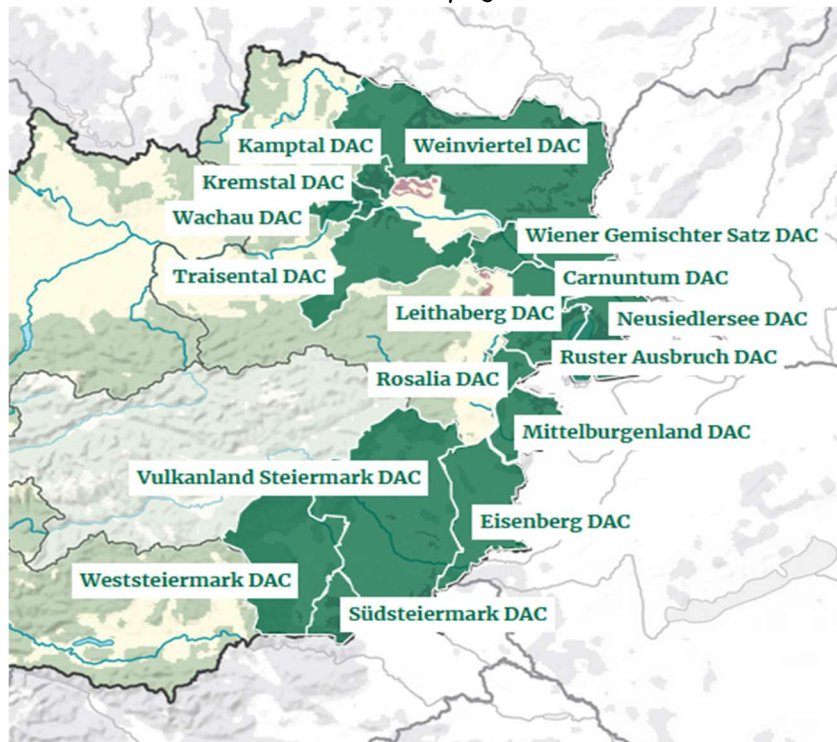 Kamptal DAC
Weinviertel DAC
Kremstal DAC
Wachau DAC
Wiener Gemischter Satz DAC
Traisental DAC
Carnuntum DAC
Leithaberg DAC
Neusiedlersee DAC
Ruster Ausbruch DAC
Rosalia DAC
Mittelburgenland DAC
Vulkanland Steiermark DAC
Eisenberg DAC
Weststeiermark DAC
Südsteiermark DAC